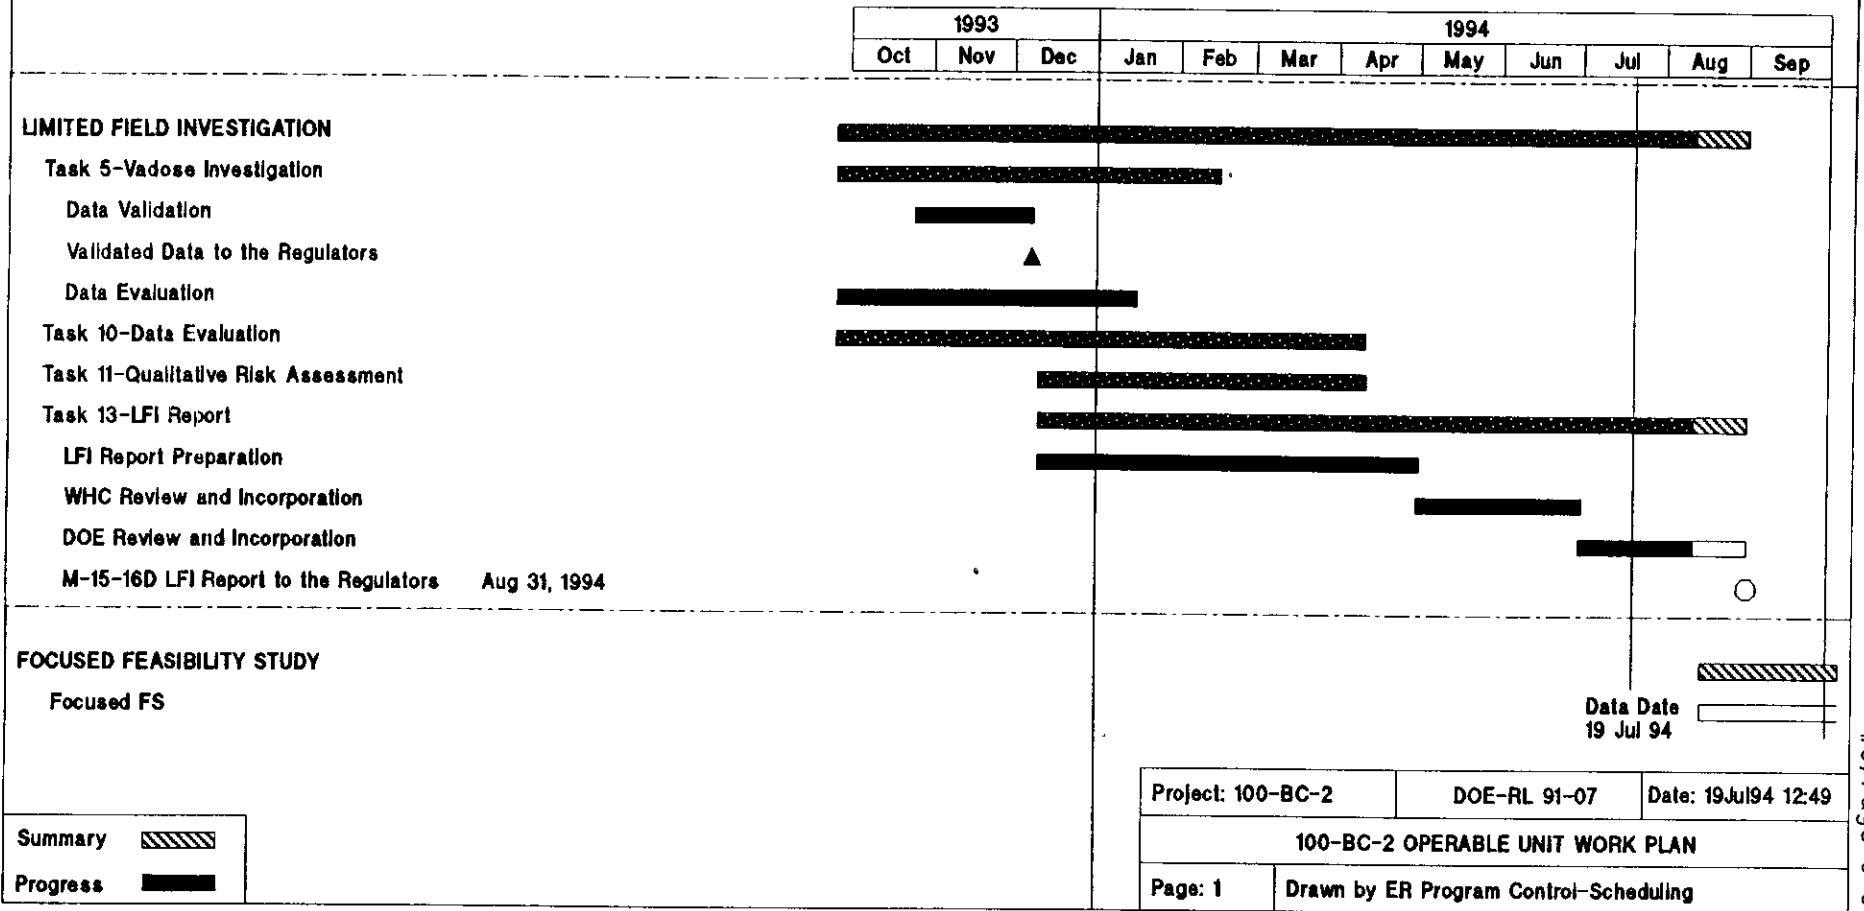 1993 1994
Oct Nov Dec Jan Feb Mar Apr May Jun Jul Aug Sep
LIMITED FIELD INVESTIGATION
Task 5-Vadose Investigation
Data Validation
Validated Data to the Regulators
Data Evaluation
Task 10-Data Evaluation
Task 11-Qualitative Risk Assessment
Task 13-LFI Report
LFI Report Preparation
WHC Review and Incorporation
DOE Review and Incorporation
M-15-16D LFI Report to the Regulators Aug 31, 1994
FOCUSED FEASIBILITY STUDY
Focused FS
Data Date
19 Jul 94
Project: 100-BC-2 DOE-RL 91-07 Date: 19Jul94 12:49
100-BC-2 OPERABLE UNIT WORK PLAN
Page: 1 Drawn by ER Program Control-Scheduling
Summary
Progress